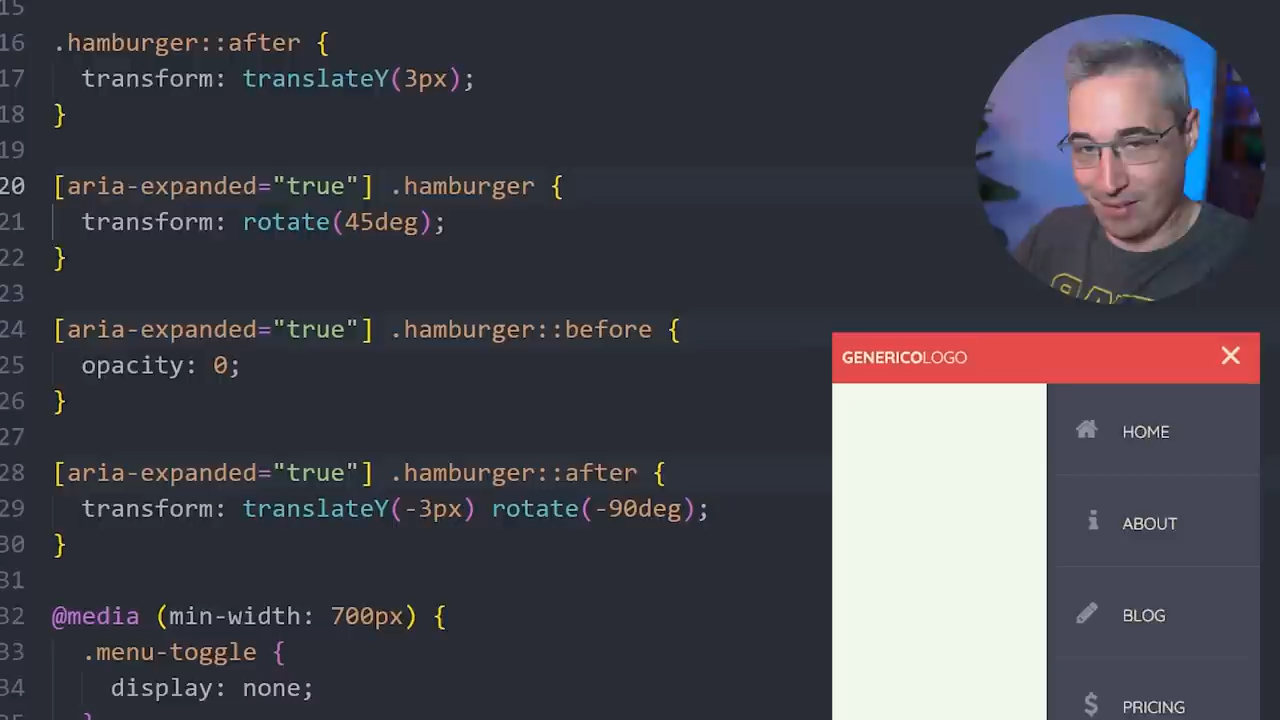 15
16 .hamburger::after {
17 transform: translateY(3px);
18 }
19
20 [aria-expanded="true"] .hamburger {
21 transform: rotate(45deg);
22 }
23
24 [aria-expanded="true"] .hamburger::before {
25 opacity: 0;
26 }
27
28 [aria-expanded="true"] .hamburger::after {
29 transform: translateY(-3px) rotate(-90deg);
30 }
31
32 @media (min-width: 700px) {
33 .menu-toggle {
34 display: none;
35 }
GENERICOLOGO
HOME
ABOUT
BLOG
PRICING